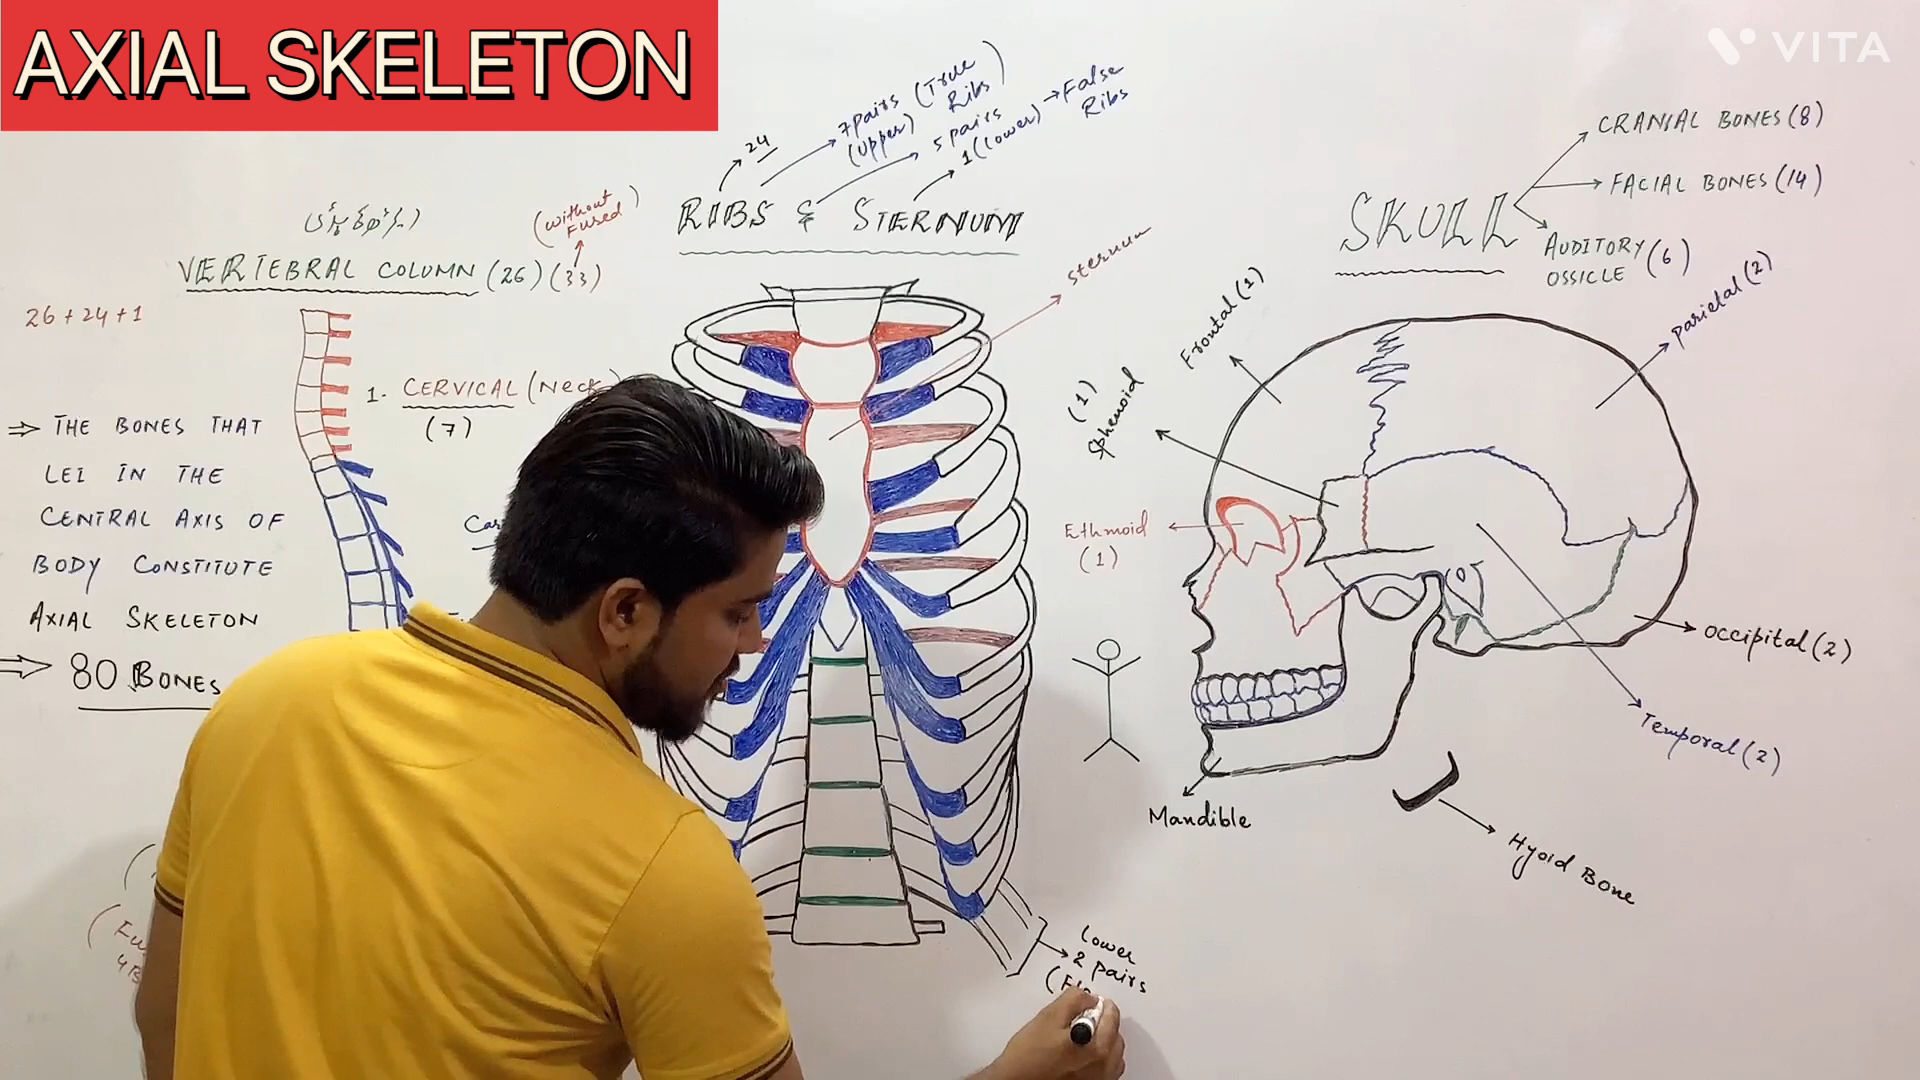 AXIAL SKELETON
VITA
26 + 24 + 1
⇒ THE BONES THAT
LEI IN THE
CENTRAL AXIS OF
BODY CONSTITUTE
AXIAL SKELETON
⇒ 80 BONES
(without
Fused)
VERTEBRAL COLUMN (26) (33)
1. CERVICAL (Neck)
(7)
24
7 pairs (True
(upper) Ribs)
5 pairs
(lower) → False
Ribs
1
RIBS & STERNUM
sternum
Lower
2 pairs
SKULL
CRANIAL BONES (8)
FACIAL BONES (14)
AUDITORY (6)
OSSICLE
Frontal (1)
Parietal (2)
(1)
Sphenoid
Ethmoid
(1)
Occipital (2)
Temporal (2)
Mandible
Hyoid Bone